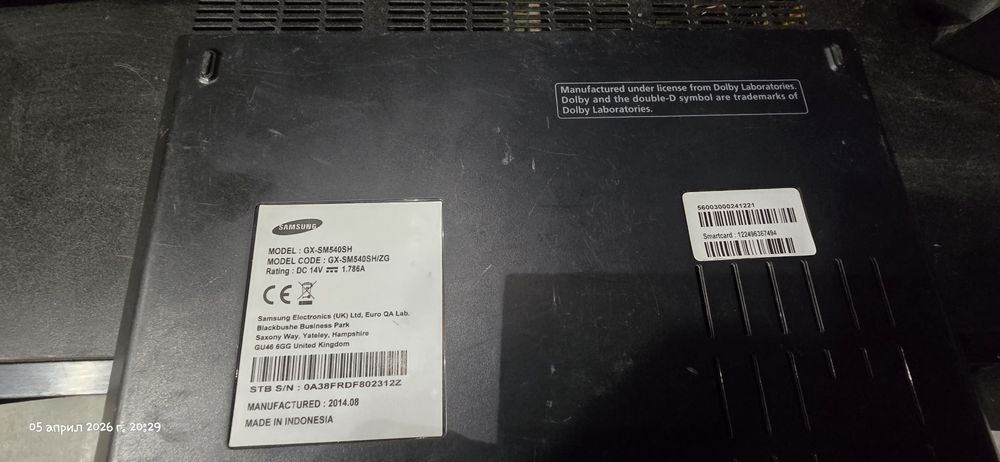 Manufactured under license from Dolby Laboratories.
Dolby and the double-D symbol are trademarks of
Dolby Laboratories.
56003000241221
Smartcard : 122496367494
SAMSUNG
MODEL : GX-SM540SH
MODEL CODE : GX-SM540SH/ZG
Rating : DC 14V ⎓ 1.786A
CE
Samsung Electronics (UK) Ltd, Euro QA Lab.
Blackbushe Business Park
Saxony Way, Yateley, Hampshire
GU46 6GG United Kingdom
STB S/N : 0A38FRDF802312Z
MANUFACTURED : 2014.08
MADE IN INDONESIA
05 април 2026 г. 20:29